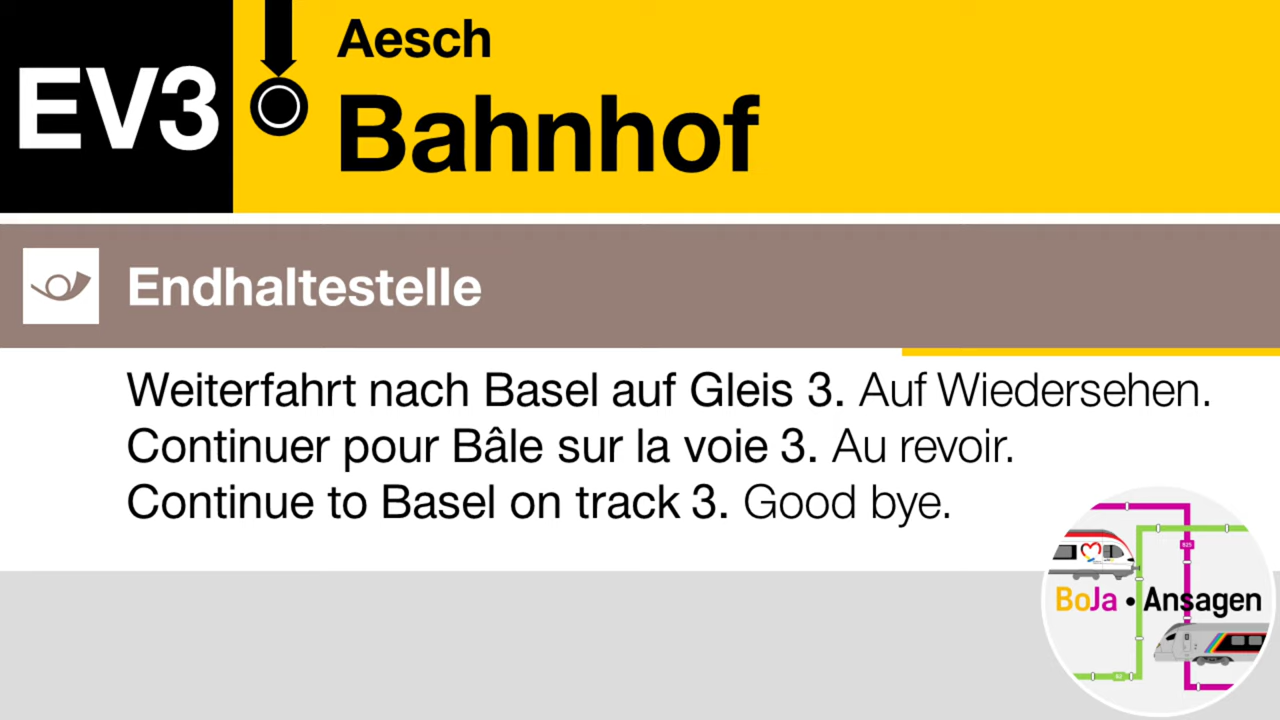 EV3
Aesch
Bahnhof
Endhaltestelle
Weiterfahrt nach Basel auf Gleis 3. Auf Wiedersehen.
Continuer pour Bâle sur la voie 3. Au revoir.
Continue to Basel on track 3. Good bye.
BoJa • Ansagen